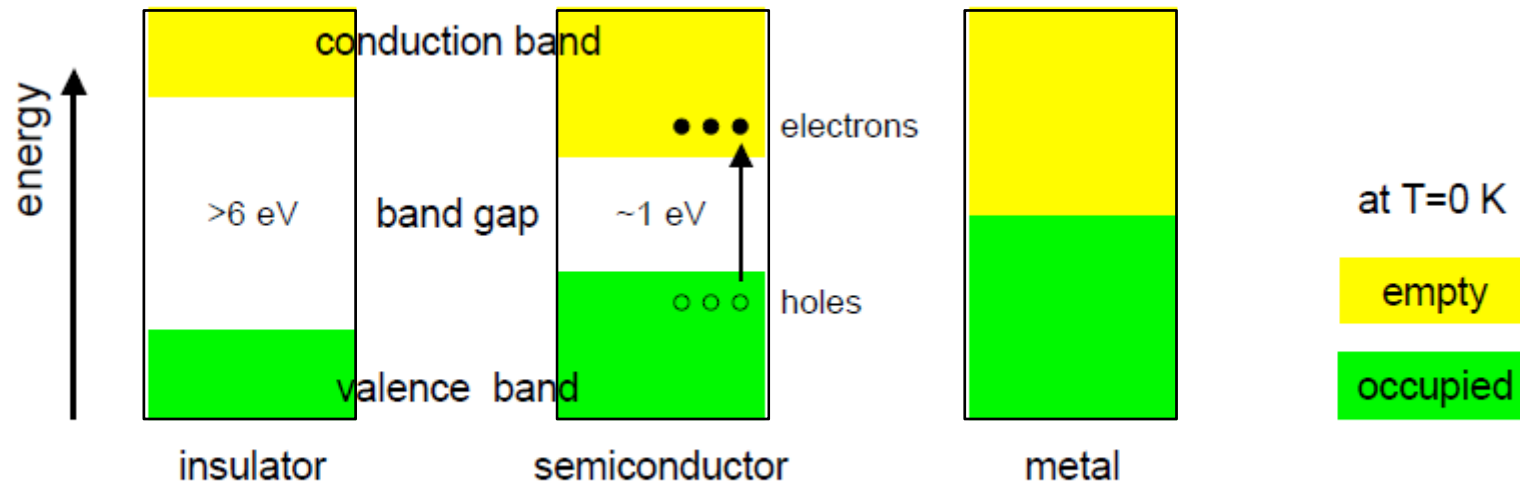 energy
conduction band
electrons
>6 eV
band gap
~1 eV
holes
valence band
insulator
semiconductor
metal
at T=0 K
empty
occupied